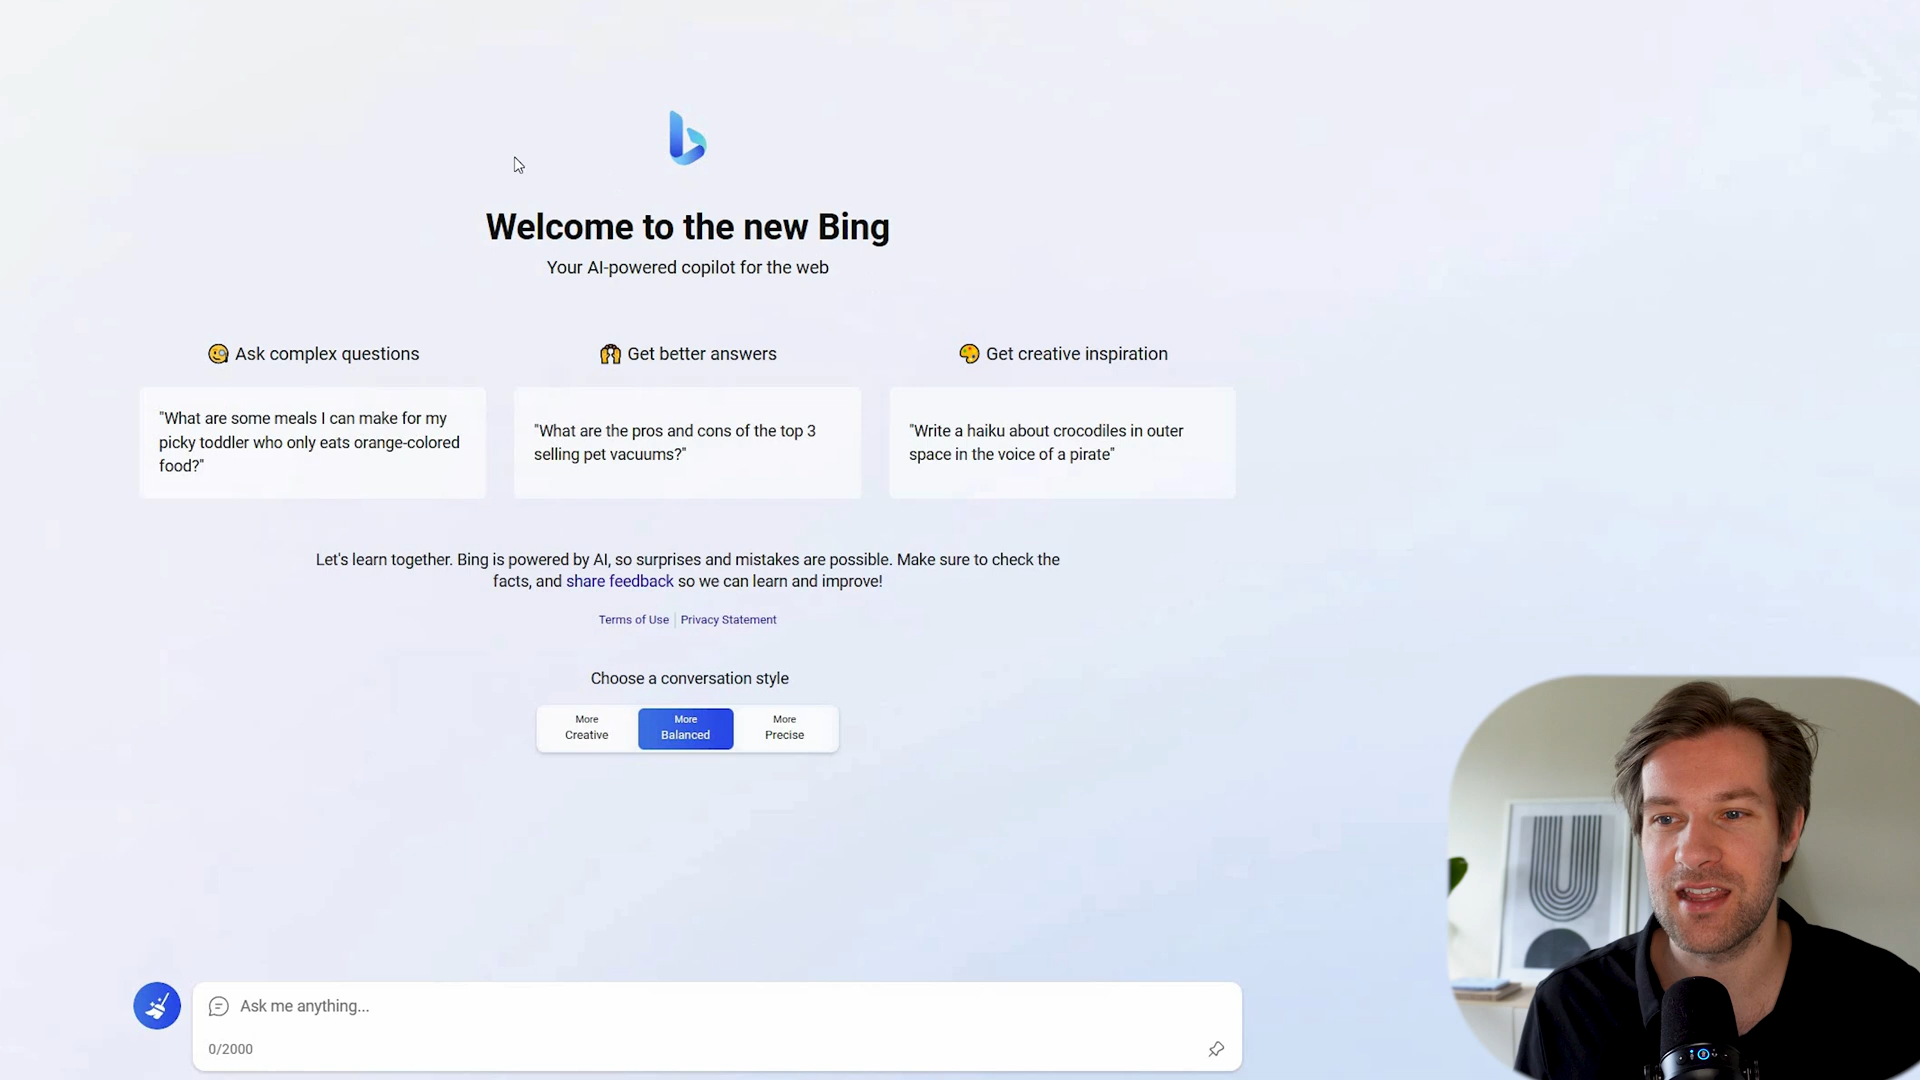 Welcome to the new Bing
Your AI-powered copilot for the web
Ask complex questions
"What are some meals I can make for my
picky toddler who only eats orange-colored
food?"
Get better answers
"What are the pros and cons of the top 3
selling pet vacuums?"
Get creative inspiration
"Write a haiku about crocodiles in outer
space in the voice of a pirate"
Let's learn together. Bing is powered by AI, so surprises and mistakes are possible. Make sure to check the
facts, and share feedback so we can learn and improve!
Terms of Use | Privacy Statement
Choose a conversation style
More
Creative
More
Balanced
More
Precise
Ask me anything...
0/2000